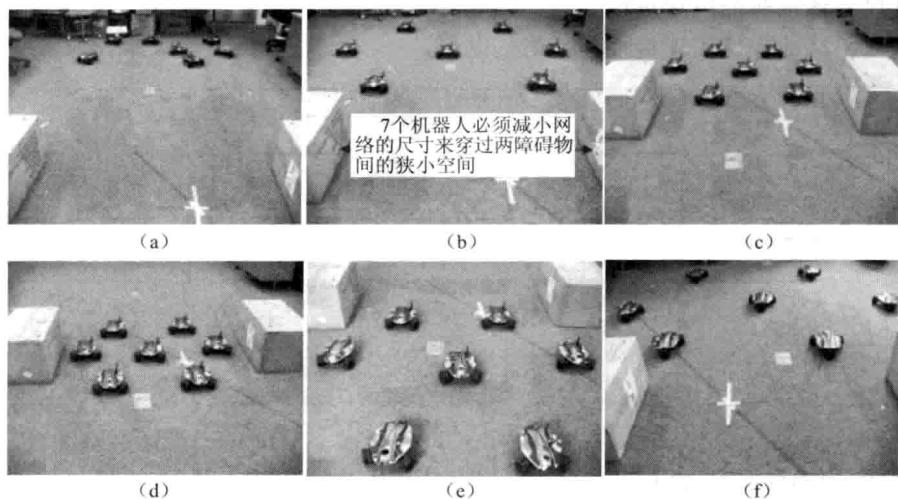 7个机器人必须减小网
络的尺寸来穿过两障碍物
间的狭小空间
（a）
（b）
（c）
（d）
（e）
（f）